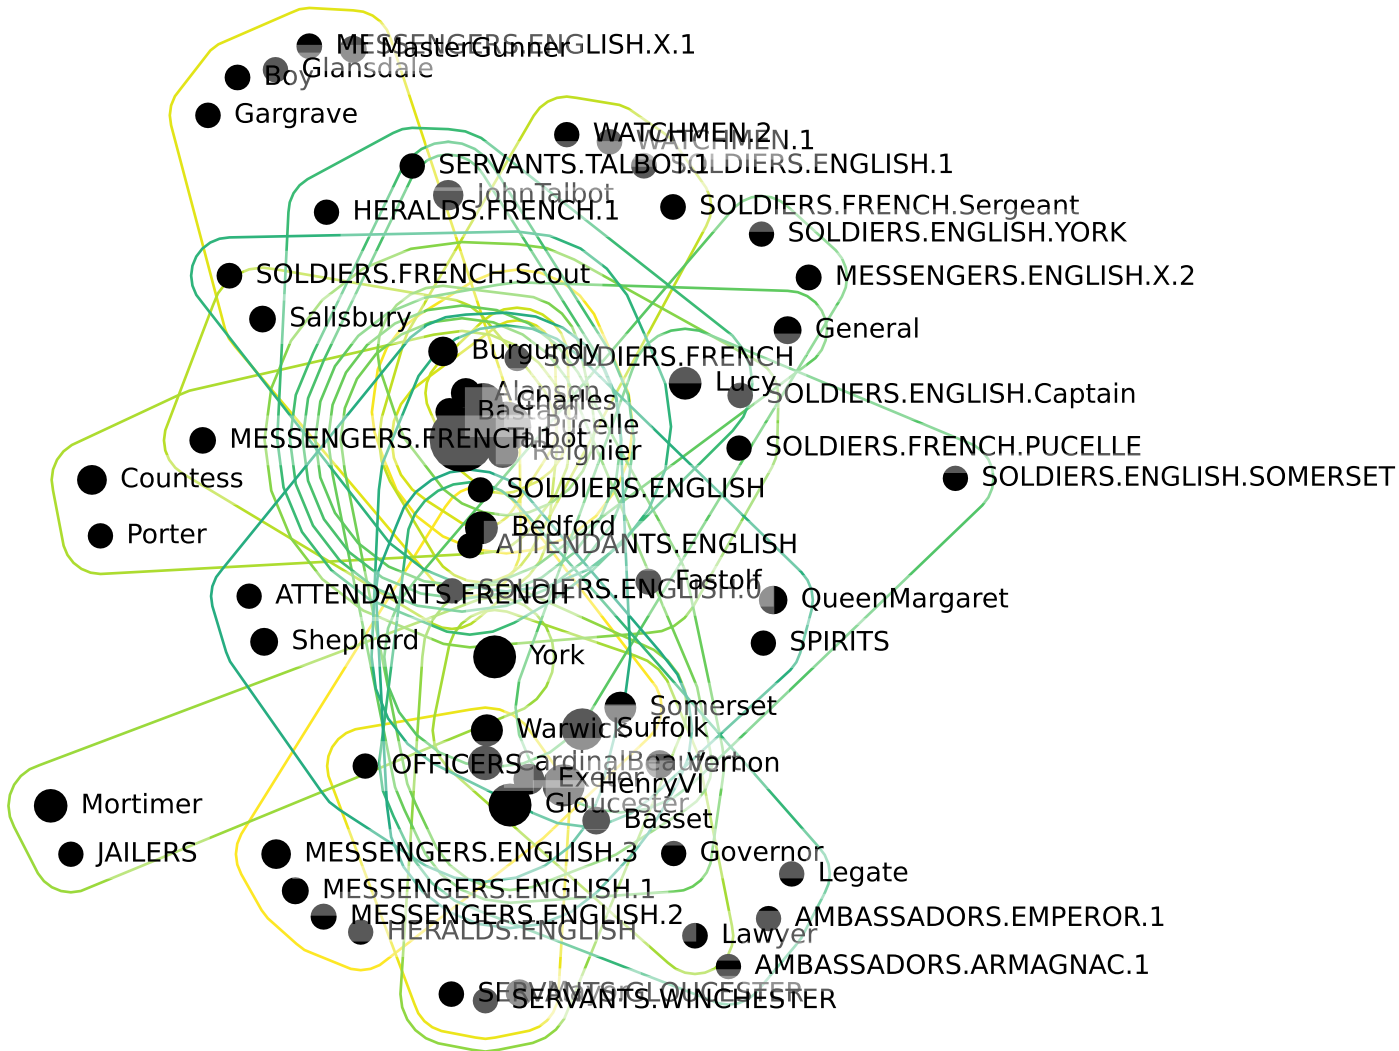 MESSENGERS.ENGLISH.X.1
MasterGunner
Glansdale
Boy
Gargrave
WATCHMEN.2
WATCHMEN.1
SERVANTS.TALBOT.1
SOLDIERS.ENGLISH.1
JohnTalbot
HERALDS.FRENCH.1
SOLDIERS.FRENCH.Sergeant
SOLDIERS.ENGLISH.YORK
SOLDIERS.FRENCH.Scout
MESSENGERS.ENGLISH.X.2
Salisbury
General
Burgundy
SOLDIERS.FRENCH
Lucy
Alanson
SOLDIERS.ENGLISH.Captain
Charles
Bastard
Pucelle
MESSENGERS.FRENCH.1
Talbot
Reignier
SOLDIERS.FRENCH.PUCELLE
Countess
SOLDIERS.ENGLISH.SOMERSET
SOLDIERS.ENGLISH
Porter
Bedford
ATTENDANTS.ENGLISH
Fastolf
ATTENDANTS.FRENCH
SOLDIERS.ENGLISH.0
QueenMargaret
Shepherd
SPIRITS
York
Somerset
Warwick
Suffolk
OFFICERS
CardinalBeaufort
Vernon
Exeter
HenryVI
Mortimer
Gloucester
Basset
JAILERS
MESSENGERS.ENGLISH.3
Governor
Legate
MESSENGERS.ENGLISH.1
MESSENGERS.ENGLISH.2
AMBASSADORS.EMPEROR.1
HERALDS.ENGLISH
Lawyer
AMBASSADORS.ARMAGNAC.1
SERVANTS.GLOUCESTER
Mayor
SERVANTS.WINCHESTER